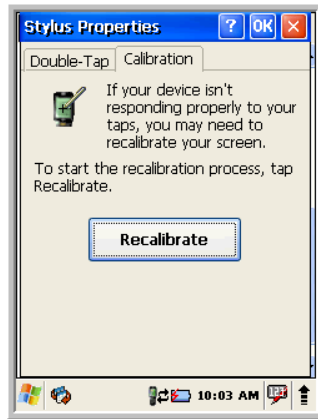 Stylus Properties ? OK
Double-Tap Calibration
If your device isn't
responding properly to your
taps, you may need to
recalibrate your screen.
To start the recalibration process, tap
Recalibrate.
Recalibrate
10:03 AM